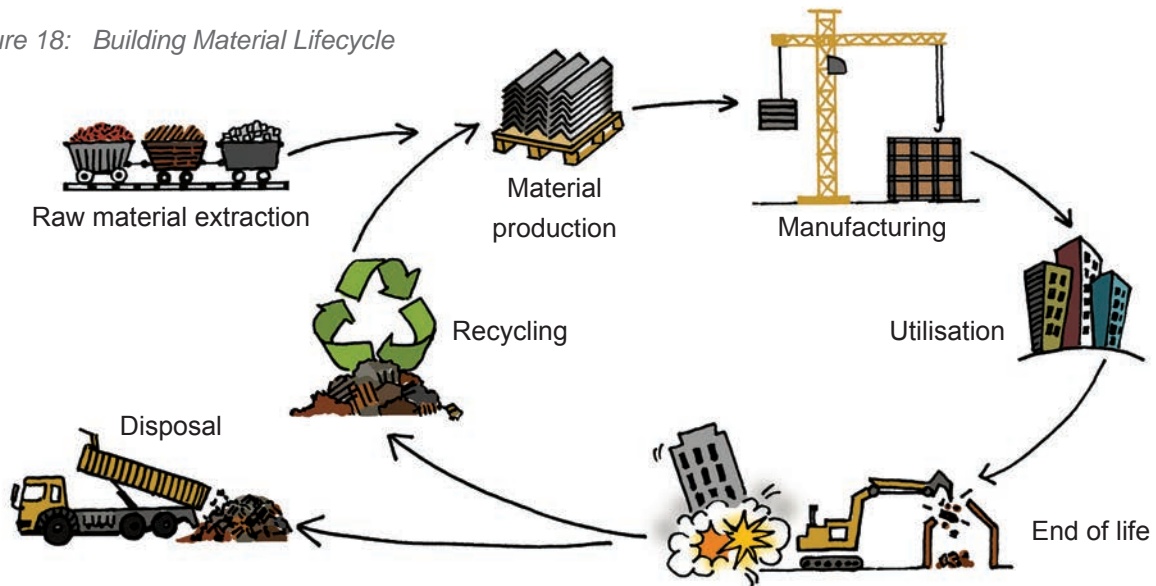 ure 18: Building Material Lifecycle
Raw material extraction
Material
production
Manufacturing
Recycling
Utilisation
Disposal
End of life